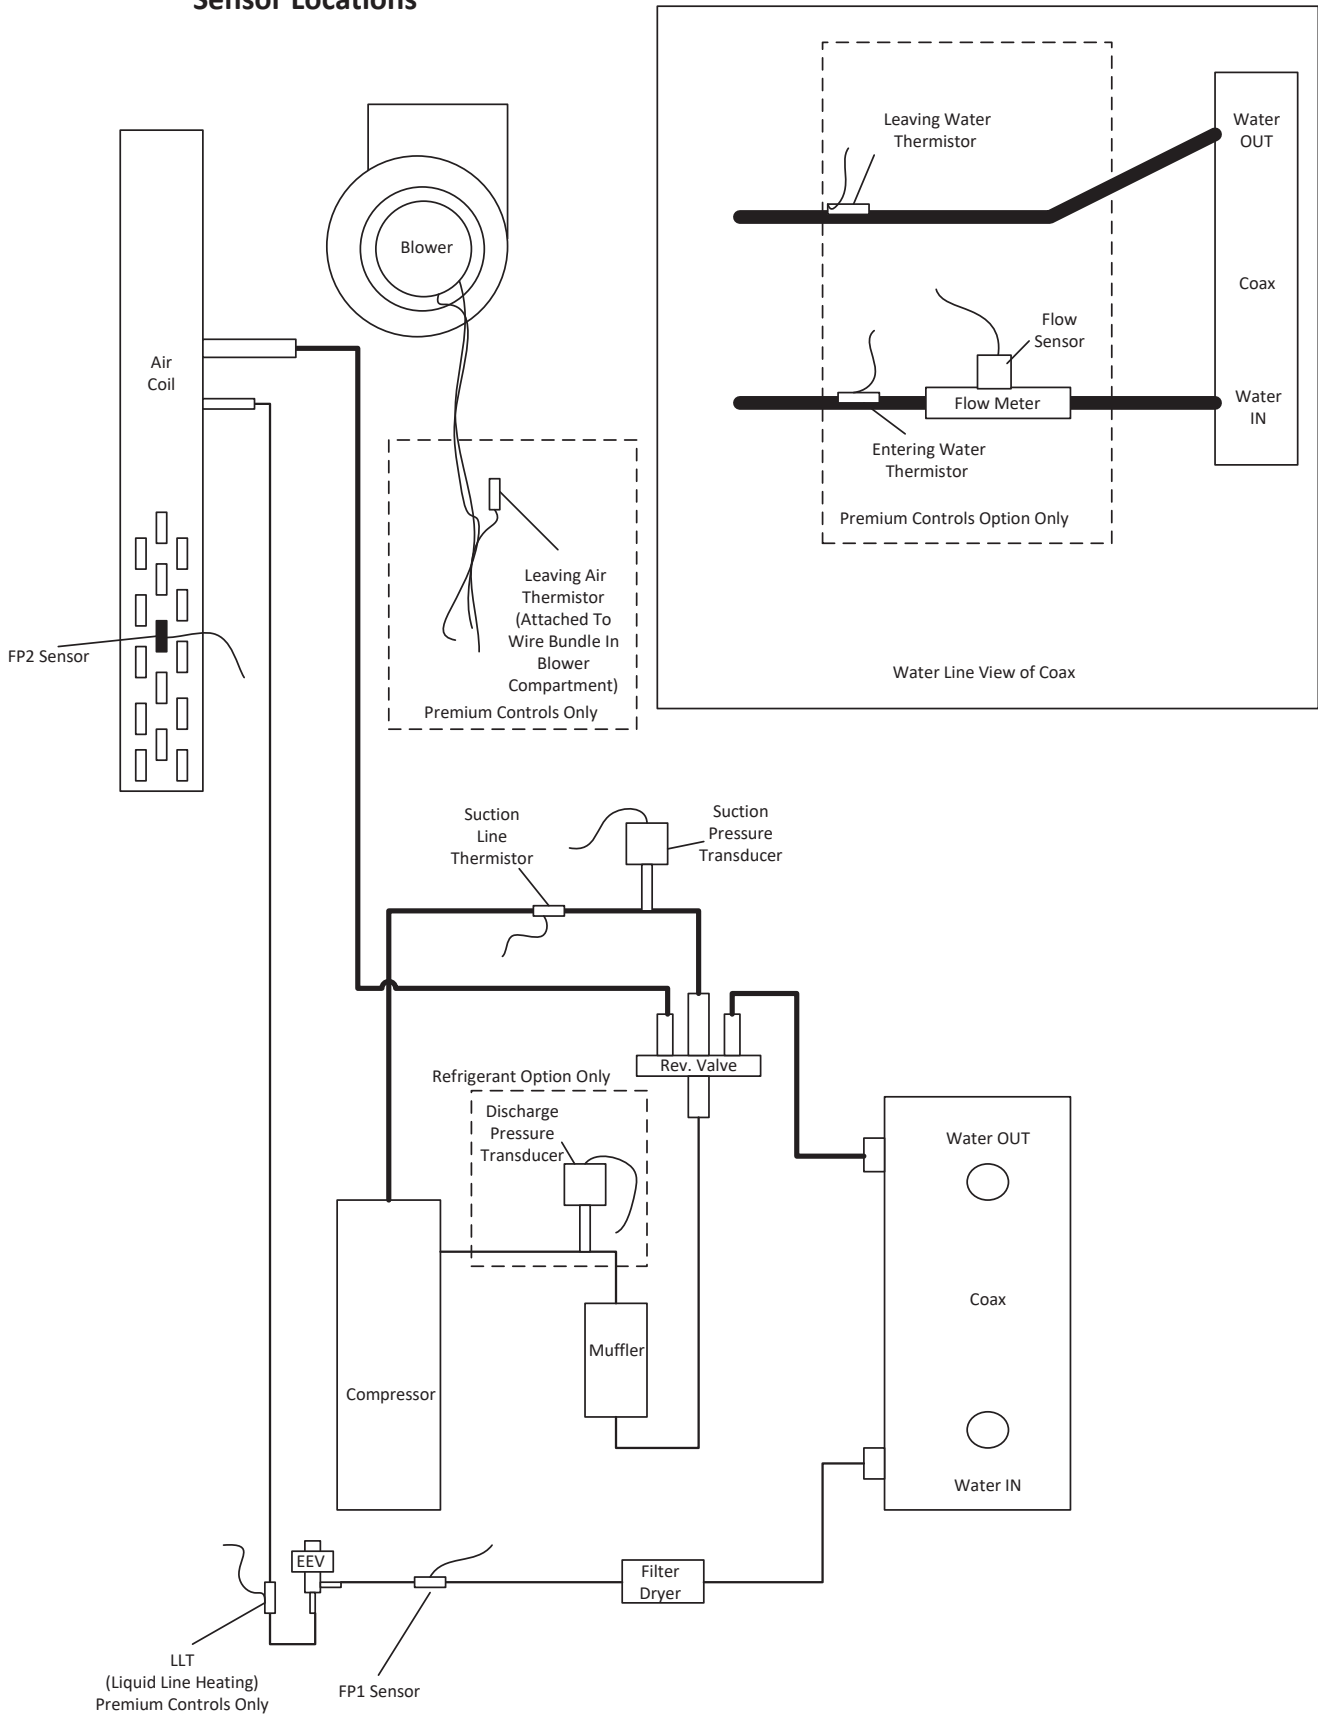 Sensor Locations
Leaving Water
Thermistor
Water
OUT
Blower
Coax
Flow
Sensor
Air
Coil
Flow Meter
Water
IN
Entering Water
Thermistor
Premium Controls Option Only
Leaving Air
Thermistor
(Attached To
Wire Bundle In
Blower
Compartment)
Premium Controls Only
FP2 Sensor
Water Line View of Coax
Suction
Line
Thermistor
Suction
Pressure
Transducer
Rev. Valve
Refrigerant Option Only
Discharge
Pressure
Transducer
Water OUT
Coax
Muffler
Compressor
Water IN
EEV
Filter
Dryer
LLT
(Liquid Line Heating)
Premium Controls Only
FP1 Sensor